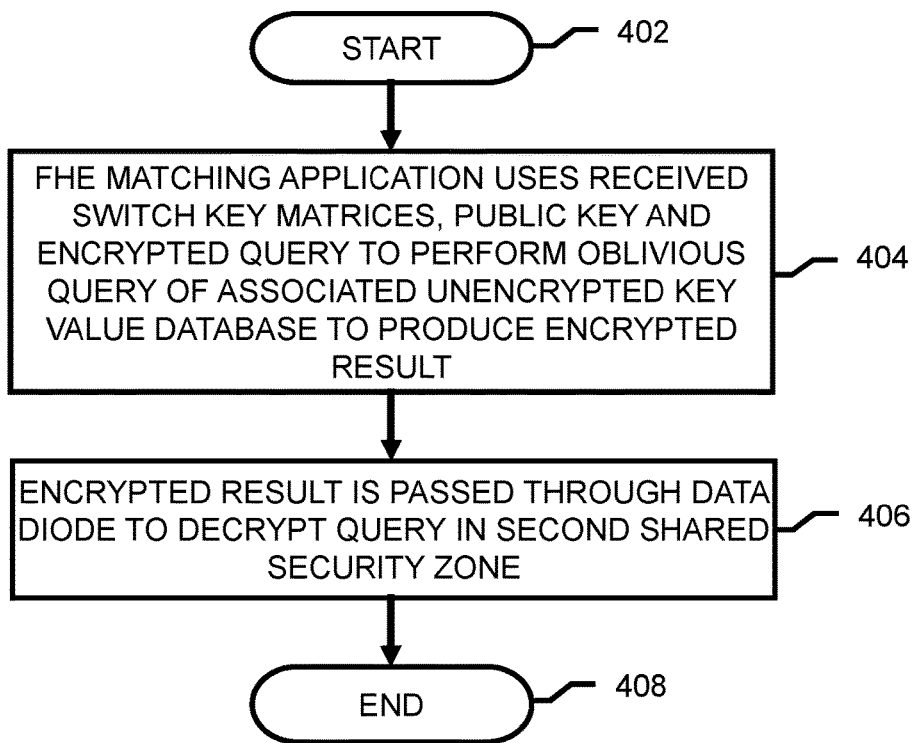 START
402
FHE MATCHING APPLICATION USES RECEIVED
SWITCH KEY MATRICES, PUBLIC KEY AND
ENCRYPTED QUERY TO PERFORM OBLIVIOUS
QUERY OF ASSOCIATED UNENCRYPTED KEY
VALUE DATABASE TO PRODUCE ENCRYPTED
RESULT
404
ENCRYPTED RESULT IS PASSED THROUGH DATA
DIODE TO DECRYPT QUERY IN SECOND SHARED
SECURITY ZONE
406
END
408